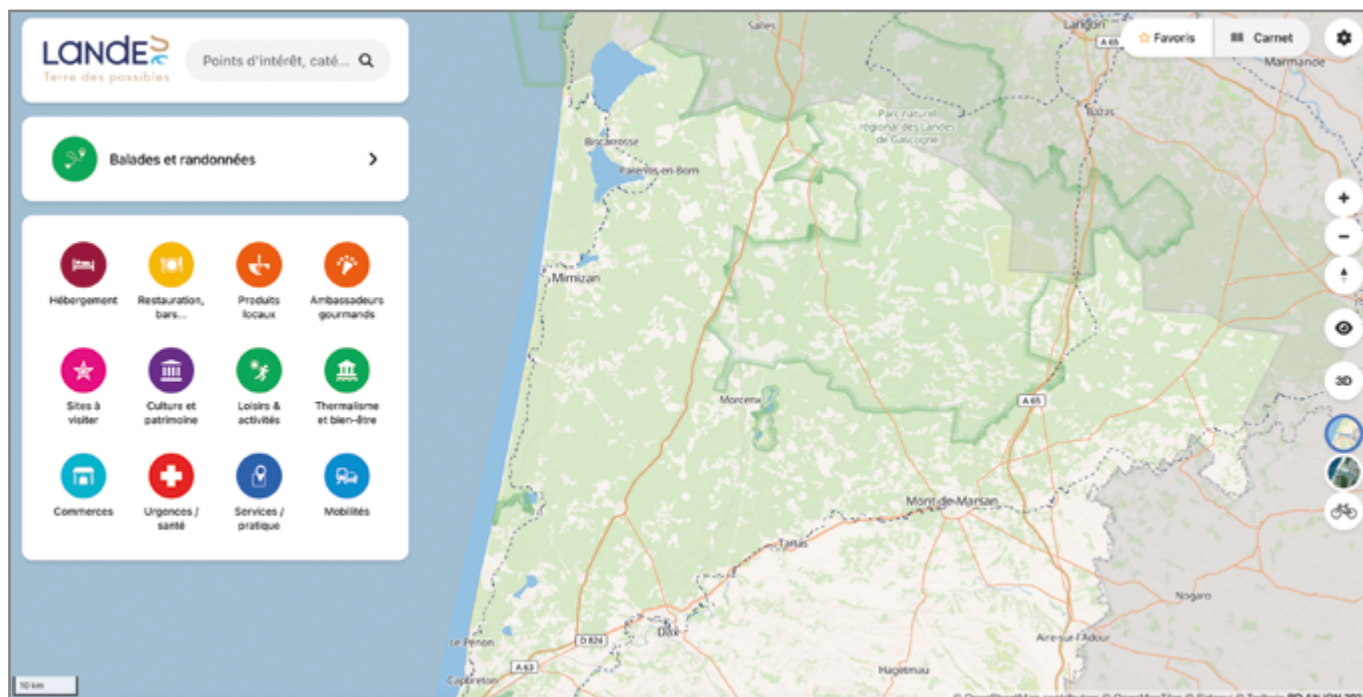 LANDES
Terre des possibles
Points d'intérêt, caté...
Balades et randonnées
Hébergement
Restauration,
bars...
Produits
locaux
Ambassadeurs
gourmands
Sites à
visiter
Culture et
patrimoine
Loisirs &
activités
Thermalisme
et bien-être
Commerces
Urgences /
santé
Services /
pratique
Mobilités
Favoris
Carnet
3D
Salles
Langon
A 65
Marmande
Bazas
Parc naturel
régional des Landes
de Gascogne
Biscarrosse
Parentis-en-Born
Mimizan
Morcenx
A 65
Mont-de-Marsan
Tartas
Nogaro
Le Penon
D 824
Dax
Aire-sur-l'Adour
A 63
Capbreton
Hagetmau
10 km